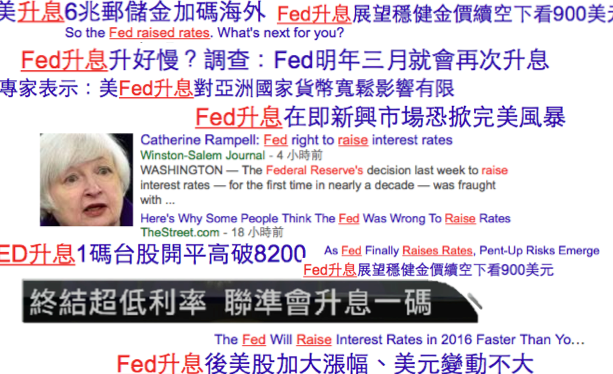 美升息6兆郵儲金加碼海外
Fed升息展望穩健金價續空下看900美元
So the Fed raised rates. What's next for you?
Fed升息升好慢？調查：Fed明年三月就會再次升息
專家表示：美Fed升息對亞洲國家貨幣寬鬆影響有限
Fed升息在即新興市場恐掀完美風暴
Catherine Rampell: Fed right to raise interest rates
Winston-Salem Journal - 4 小時前
WASHINGTON — The Federal Reserve's decision last week to raise
interest rates — for the first time in nearly a decade — was fraught
with ...
Here's Why Some People Think The Fed Was Wrong To Raise Rates
TheStreet.com - 18 小時前
ED升息1碼台股開平高破8200
As Fed Finally Raises Rates, Pent-Up Risks Emerge
Fed升息展望穩健金價續空下看900美元
終結超低利率 聯準會升息一碼
The Fed Will Raise Interest Rates in 2016 Faster Than Yo…
Fed升息後美股加大漲幅、美元變動不大